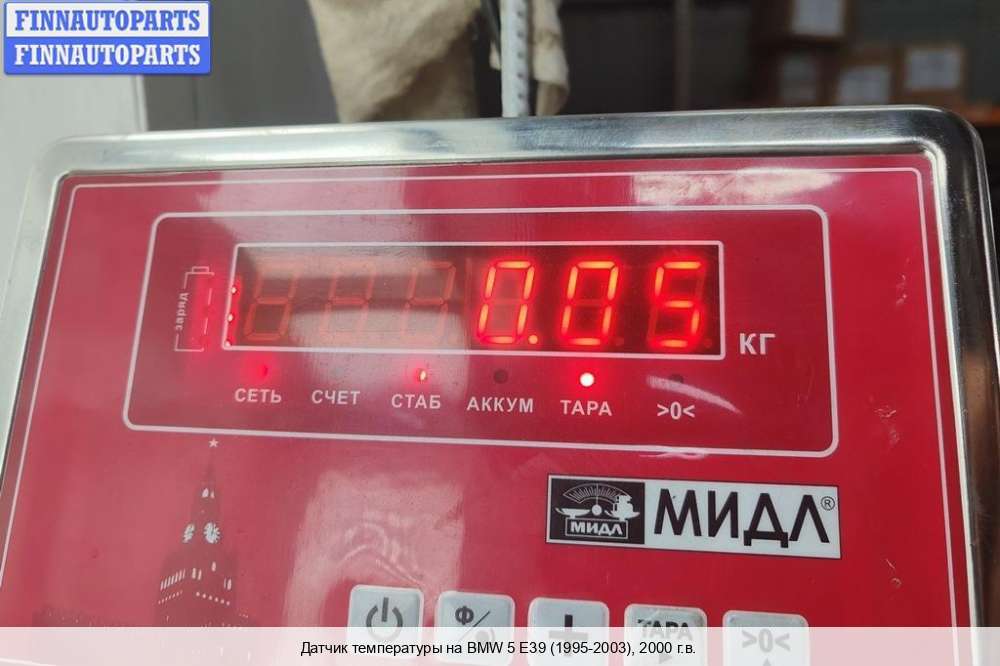 FINNAUTOPARTS
FINNAUTOPARTS
заряд
0.05
КГ
СЕТЬ СЧЕТ СТАБ АККУМ ТАРА >0<
МИДЛ МИДЛ®
Ф
+
ТАРА
>0<
Датчик температуры на BMW 5 E39 (1995-2003), 2000 г.в.